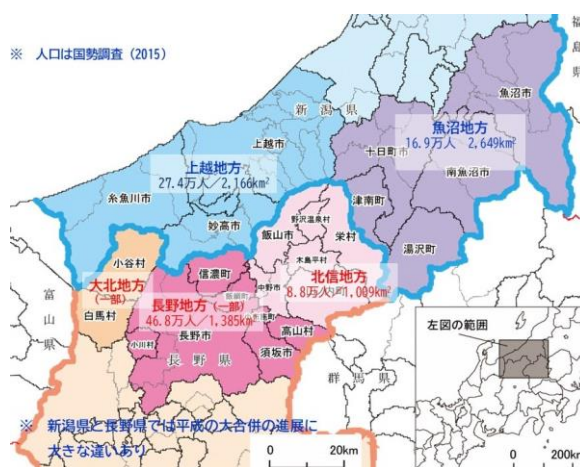 ※ 人口は国勢調査（2015）
福島県
新潟県
魚沼市
魚沼地方
16.9万人 2,649km²
上越市
上越地方
27.4万人／2,166km²
十日町市
南魚沼市
糸魚川市
津南町
妙高市
野沢温泉村
飯山市
栄村
湯沢町
小谷村
木島平村
信濃町
北信地方
8.8万人 1,009km²
大北地方
（一部）
中野市
飯綱町
長野地方（一部）
46.8万人／1,385km²
白馬村
富山県
長野市
高山村
小川村
須坂市
長野県
群馬県
左図の範囲
※ 新潟県と長野県では平成の大合併の進展に
大きな違いあり
0 20km
0 200km